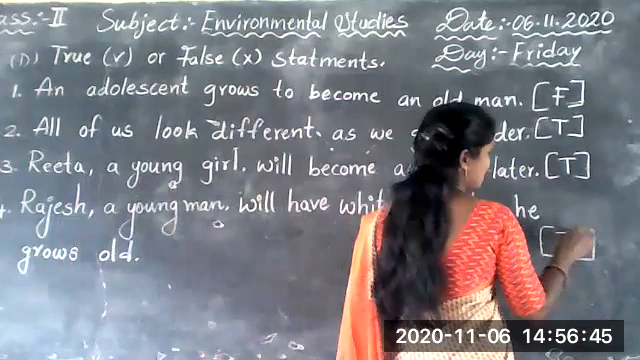 ass:-II Subject:- Environmental Studies Date:-06.11.2020
(D) True (v) or False (x) Statments. Day:-Friday
1. An adolescent grows to become an old man. [F]
2. All of us look different. as we der. [T]
3. Reeta, a young girl, will become a later. [T]
Rajesh, a young man, will have whit he
grows old. [T]
2020-11-06 14:56:45